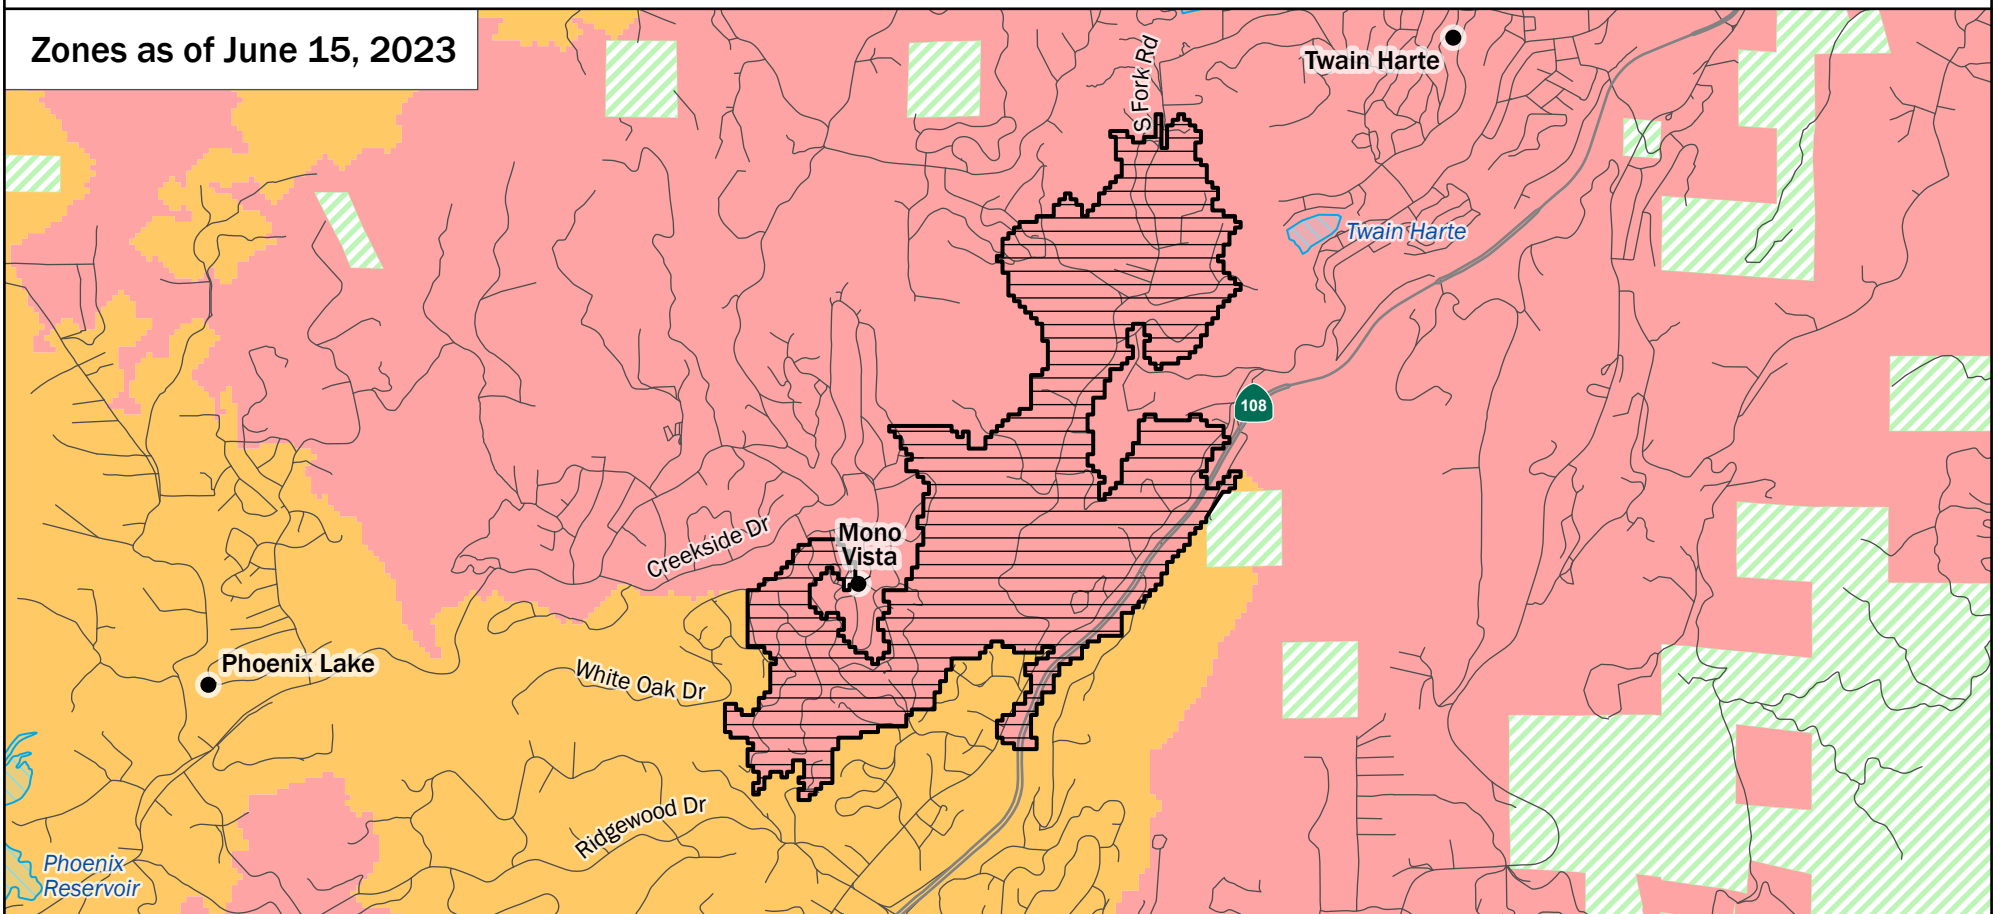 Zones as of June 15, 2023
S Fork Rd
Twain Harte
Twain Harte
108
Mono
Vista
Creekside Dr
Phoenix Lake
White Oak Dr
Ridgewood Dr
Phoenix
Reservoir